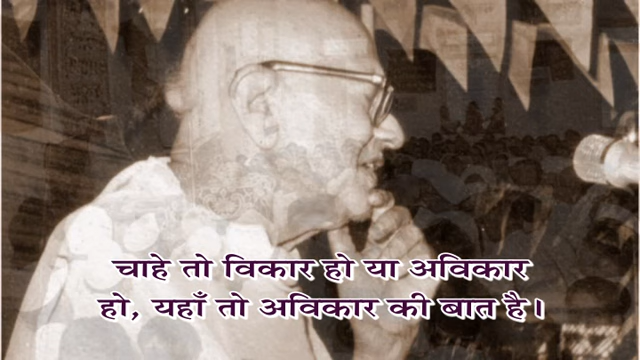 चाहे तो विकार हो या अविकार
हो, यहाँ तो अविकार की बात है।